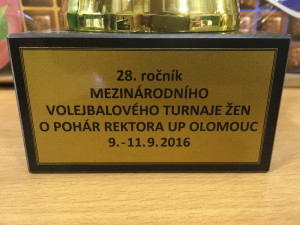 28. ročník
MEZINÁRODNÍHO
VOLEJBALOVÉHO TURNAJE ŽEN
O POHÁR REKTORA UP OLOMOUC
9.-11.9.2016